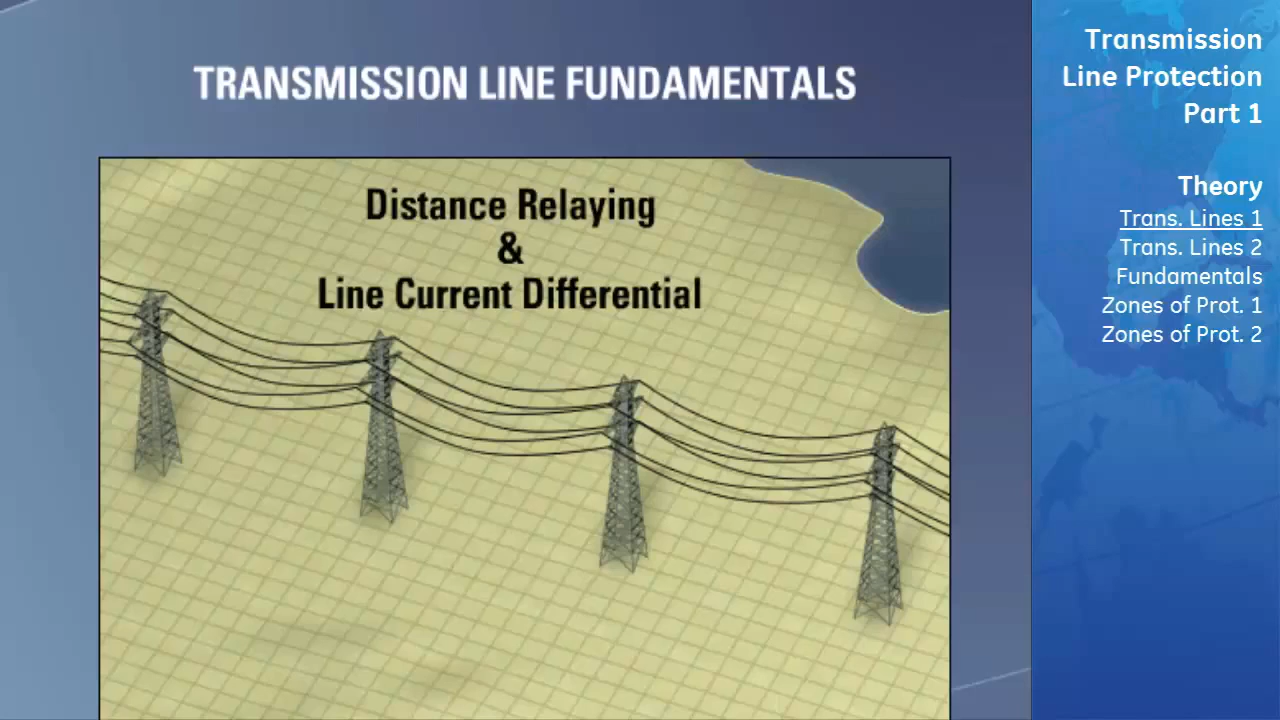 TRANSMISSION LINE FUNDAMENTALS
Distance Relaying
&
Line Current Differential
Transmission
Line Protection
Part 1
Theory
Trans. Lines 1
Trans. Lines 2
Fundamentals
Zones of Prot. 1
Zones of Prot. 2